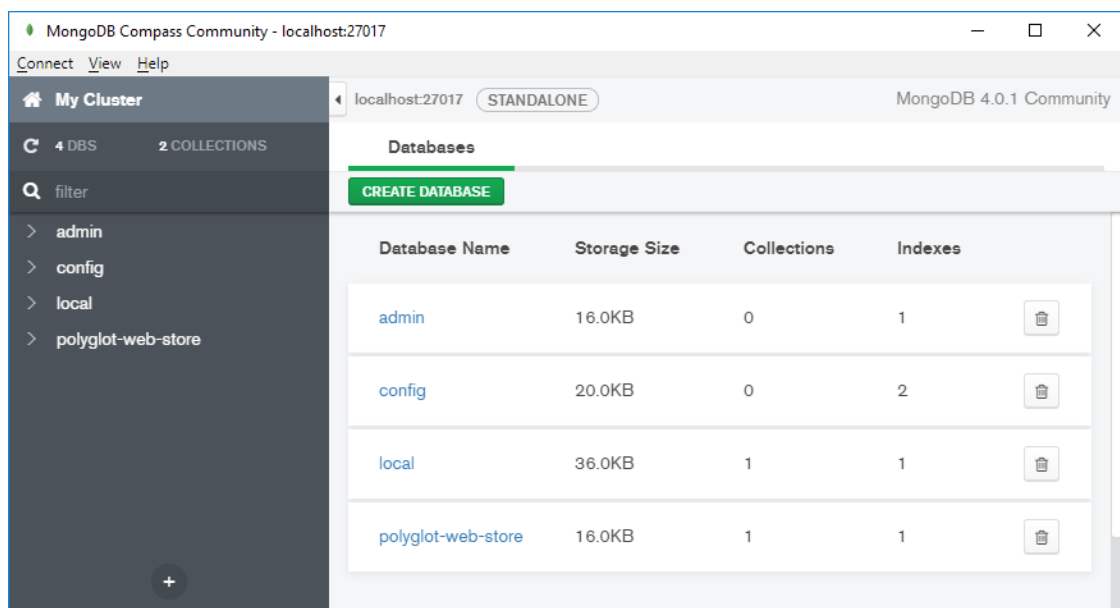 MongoDB Compass Community - localhost:27017
Connect View Help
My Cluster
4 DBS 2 COLLECTIONS
filter
admin
config
local
polyglot-web-store
+
localhost:27017 STANDALONE MongoDB 4.0.1 Community
Databases
CREATE DATABASE
Database Name Storage Size Collections Indexes
admin 16.0KB 0 1
config 20.0KB 0 2
local 36.0KB 1 1
polyglot-web-store 16.0KB 1 1